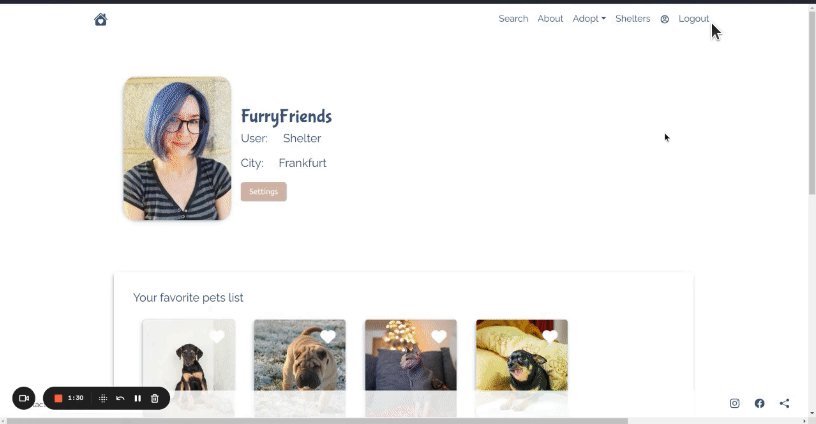 Search About Adopt Shelters Logout
FurryFriends
User: Shelter
City: Frankfurt
Settings
Your favorite pets list
1:30